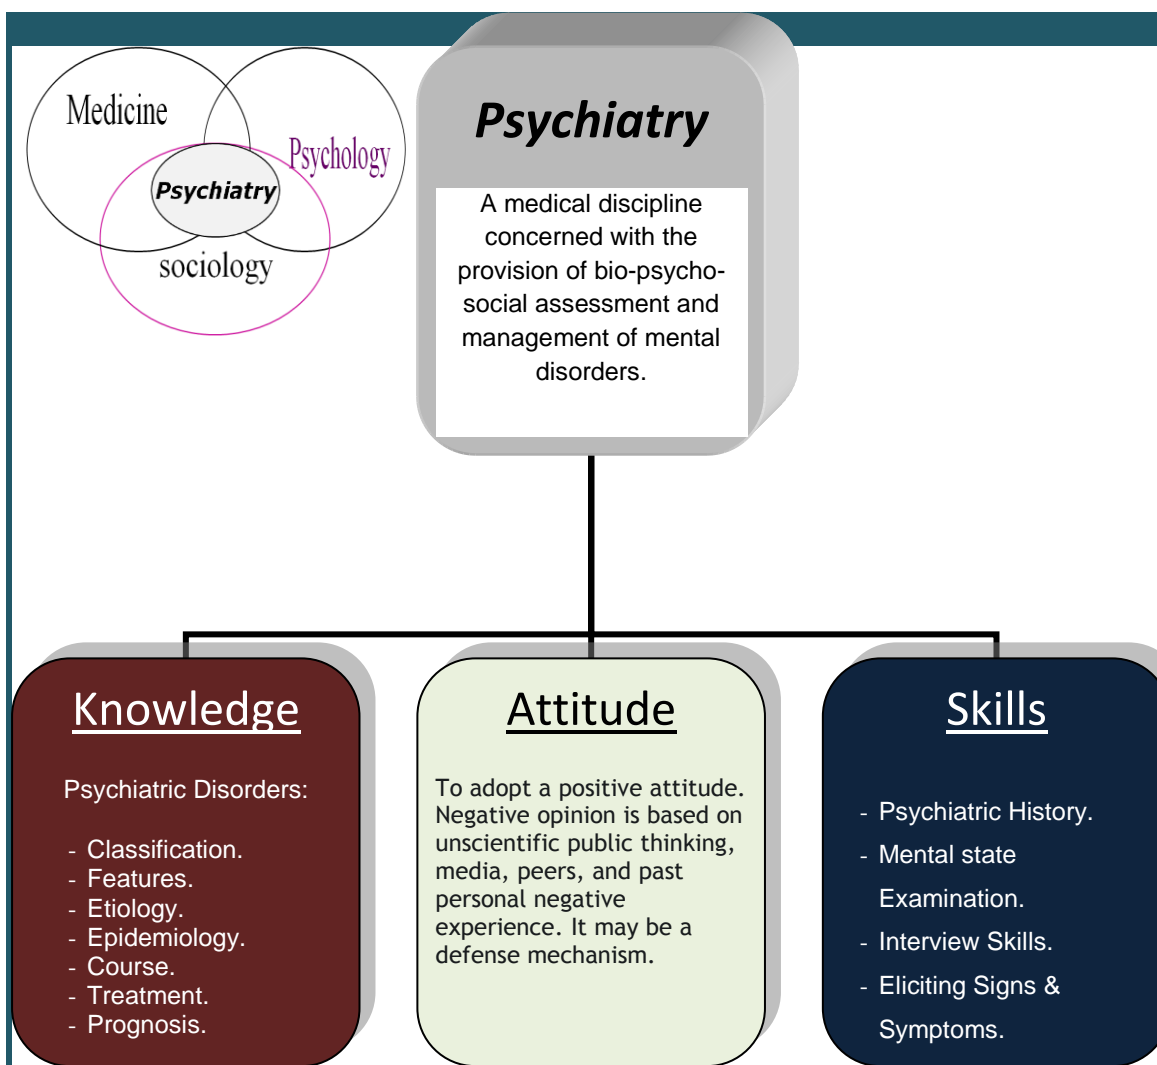 Medicine
Psychology
Psychiatry
sociology
Psychiatry
A medical discipline
concerned with the
provision of bio-psycho-
social assessment and
management of mental
disorders.
Knowledge
Psychiatric Disorders:
- Classification.
- Features.
- Etiology.
- Epidemiology.
- Course.
- Treatment.
- Prognosis.
Attitude
To adopt a positive attitude.
Negative opinion is based on
unscientific public thinking,
media, peers, and past
personal negative
experience. It may be a
defense mechanism.
Skills
- Psychiatric History.
- Mental state
Examination.
- Interview Skills.
- Eliciting Signs &
Symptoms.